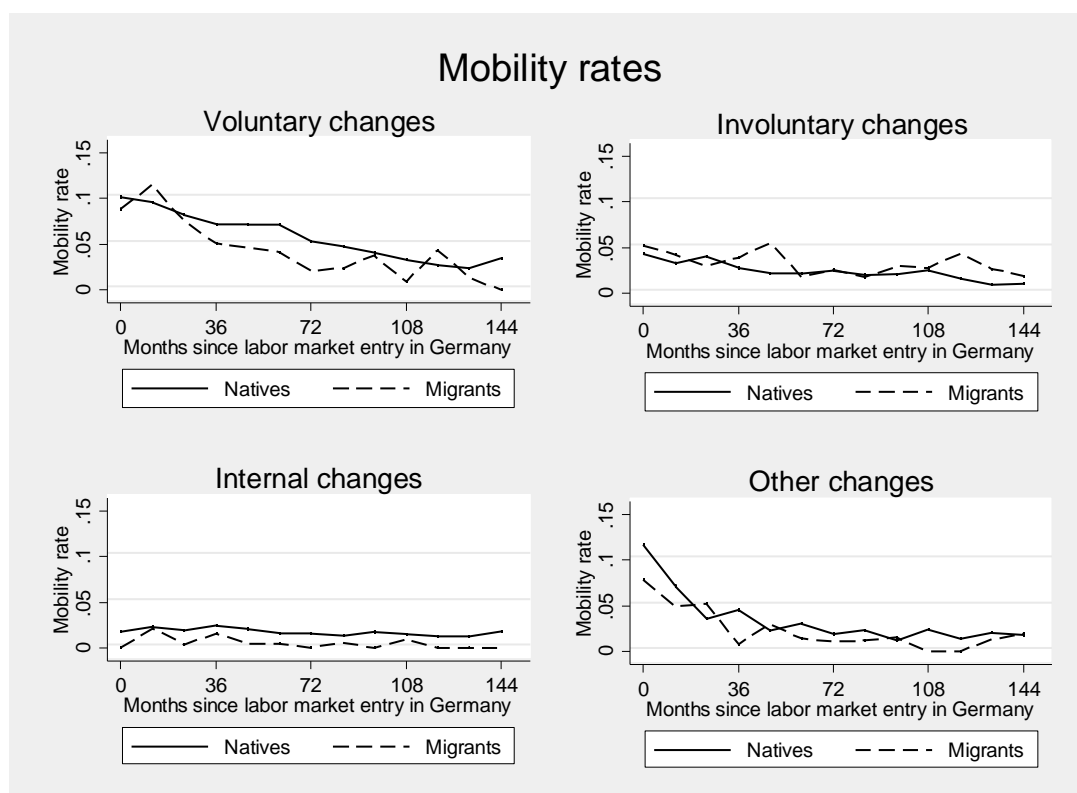 Mobility rates
Voluntary changes
Mobility rate
0 .05 .1 .15
0 36 72 108 144
Months since labor market entry in Germany
Natives Migrants
Involuntary changes
Mobility rate
0 .05 .1 .15
0 36 72 108 144
Months since labor market entry in Germany
Natives Migrants
Internal changes
Mobility rate
0 .05 .1 .15
0 36 72 108 144
Months since labor market entry in Germany
Natives Migrants
Other changes
Mobility rate
0 .05 .1 .15
0 36 72 108 144
Months since labor market entry in Germany
Natives Migrants